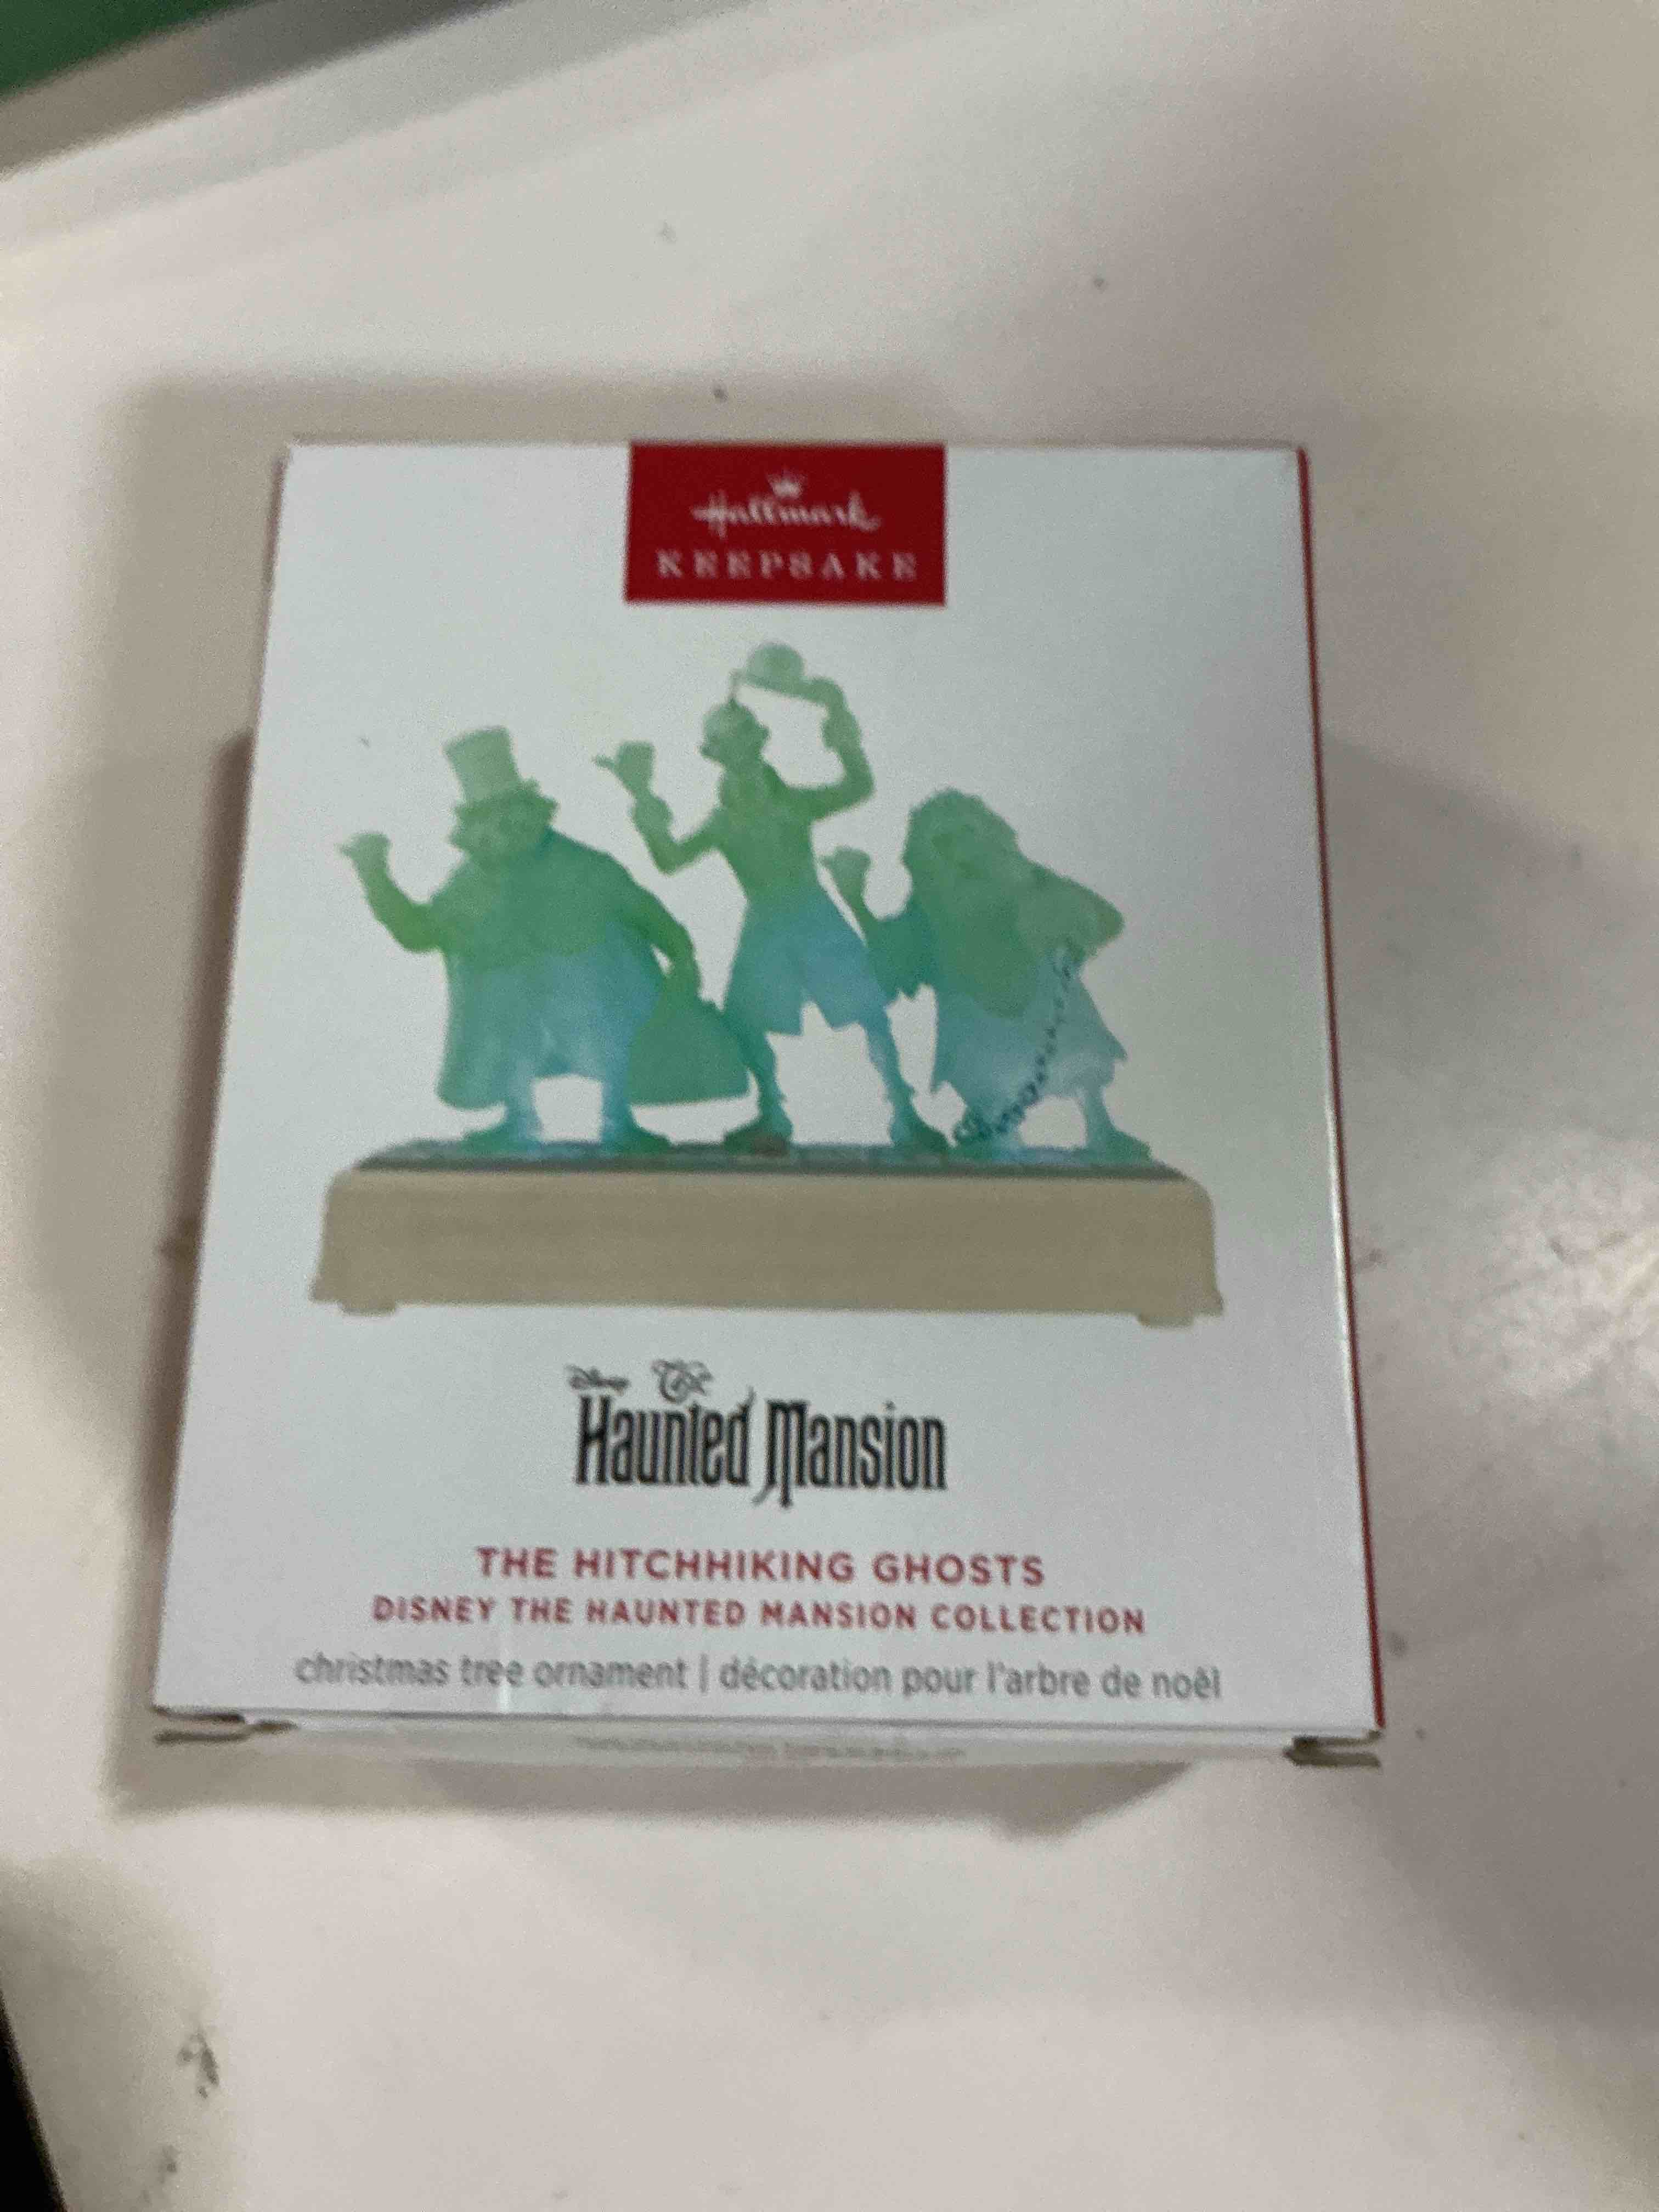 Hallmark
KEEPSAKE
Disney The
Haunted Mansion
THE HITCHHIKING GHOSTS
DISNEY THE HAUNTED MANSION COLLECTION
christmas tree ornament | décoration pour l'arbre de noël